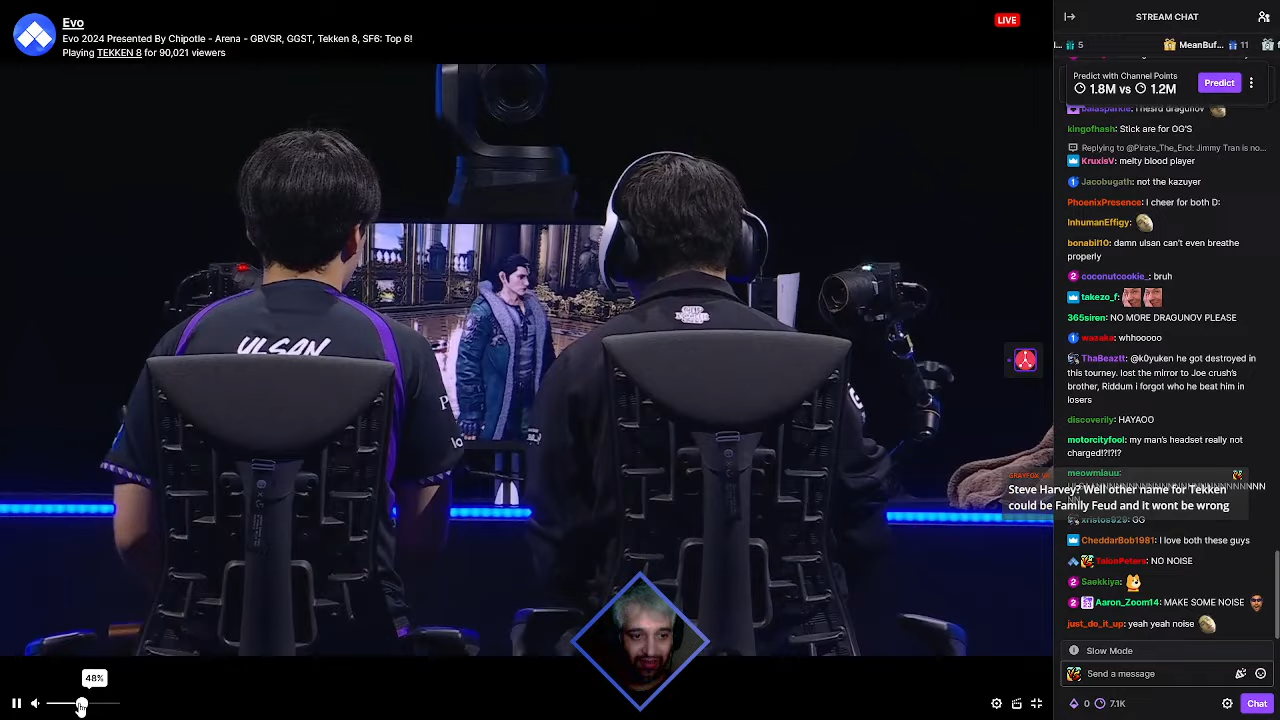 Evo
Evo 2024 Presented By Chipotle - Arena - GBVSR, GGST, Tekken 8, SF6: Top 6!
Playing TEKKEN 8 for 90,021 viewers
LIVE
ULSAN
48%
STREAM CHAT
5
MeanBuf...
11
Predict with Channel Points
1.8M vs 1.2M
Predict
kingofhash: Stick are for OG'S
Replying to @Pirate_The_End: Jimmy Tran is no...
KruxisV: melty blood player
Jacobugath: not the kazuyer
PhoenixPresence: I cheer for both D:
InhumanEffigy:
bonabil10: damn ulsan can't even breathe
properly
coconutcookie_: bruh
takezo_f:
365siren: NO MORE DRAGUNOV PLEASE
wazaka: whhoooo
ThaBeaztt: @k0yuken he got destroyed in
this tourney. lost the mirror to Joe crush's
brother, Riddum i forgot who he beat him in
losers
discoverily: HAYAOO
motorcityfool: my man's headset really not
charged!?!?!?
meowmiauu:
Steve Harvey? Well other name for Tekken
could be Family Feud and it wont be wrong
GG
CheddarBob1981: I love both these guys
TalonPeters: NO NOISE
Saekkiya:
Aaron_Zoom14: MAKE SOME NOISE
just_do_it_up: yeah yeah noise
Slow Mode
Send a message
0
7.1K
Chat